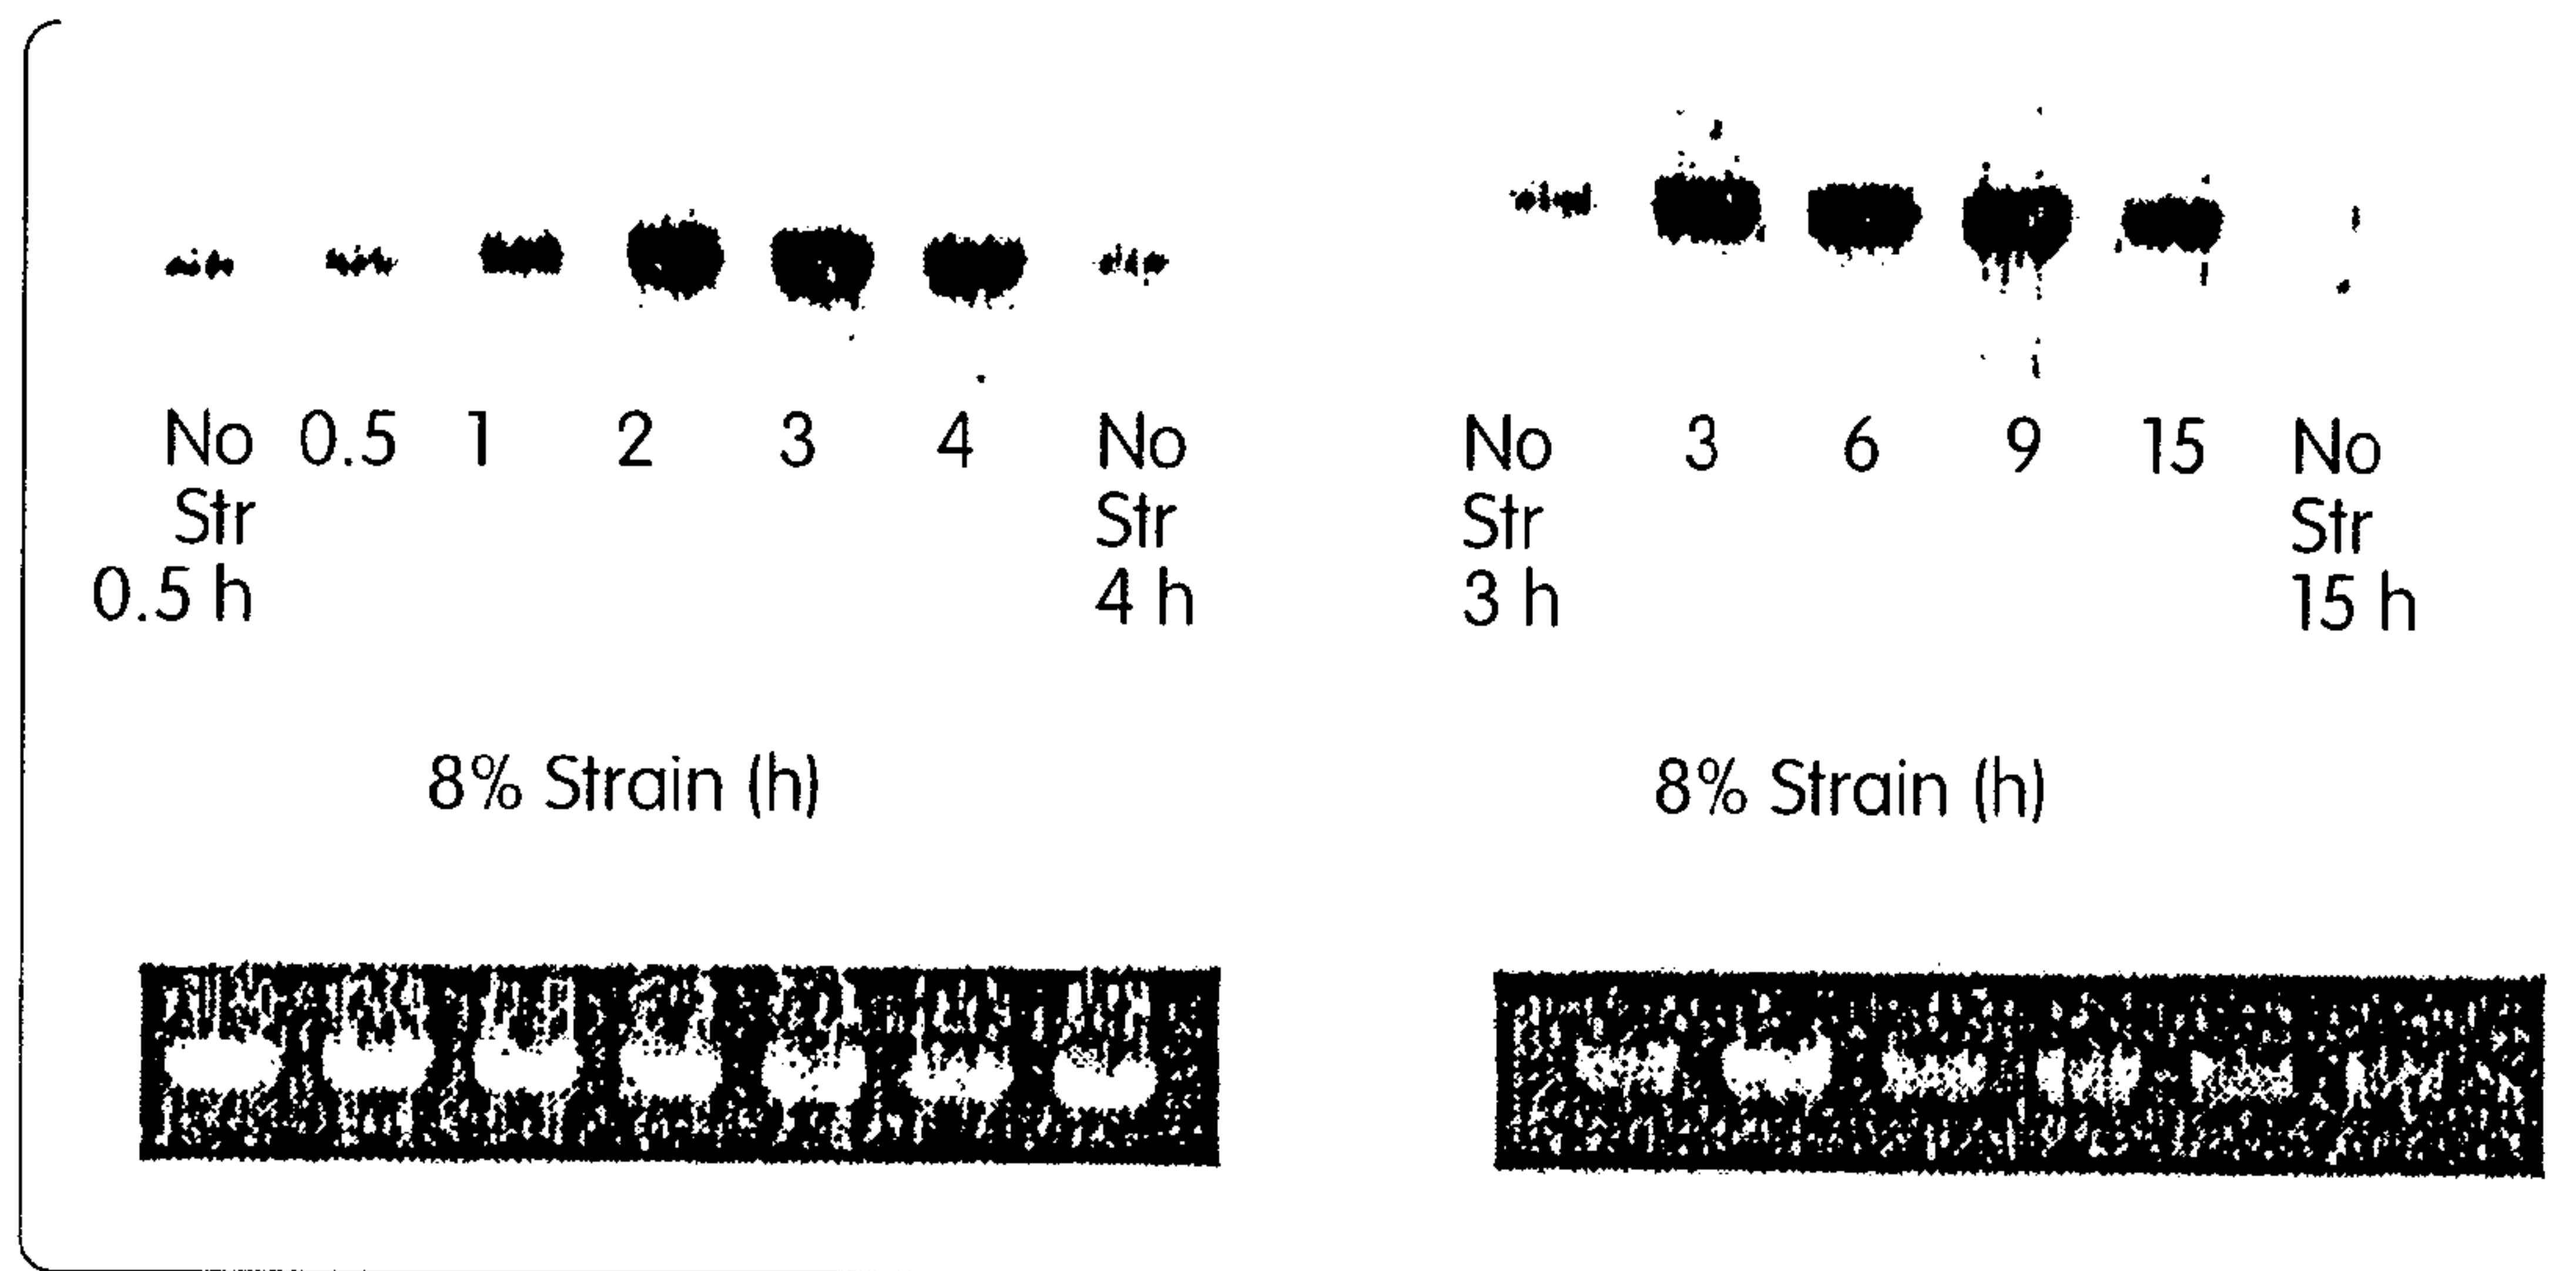 No 0.5 1 2 3 4 No
Str Str
0.5 h 4 h
8% Strain (h)
No 3 6 9 15 No
Str Str
3 h 15 h
8% Strain (h)